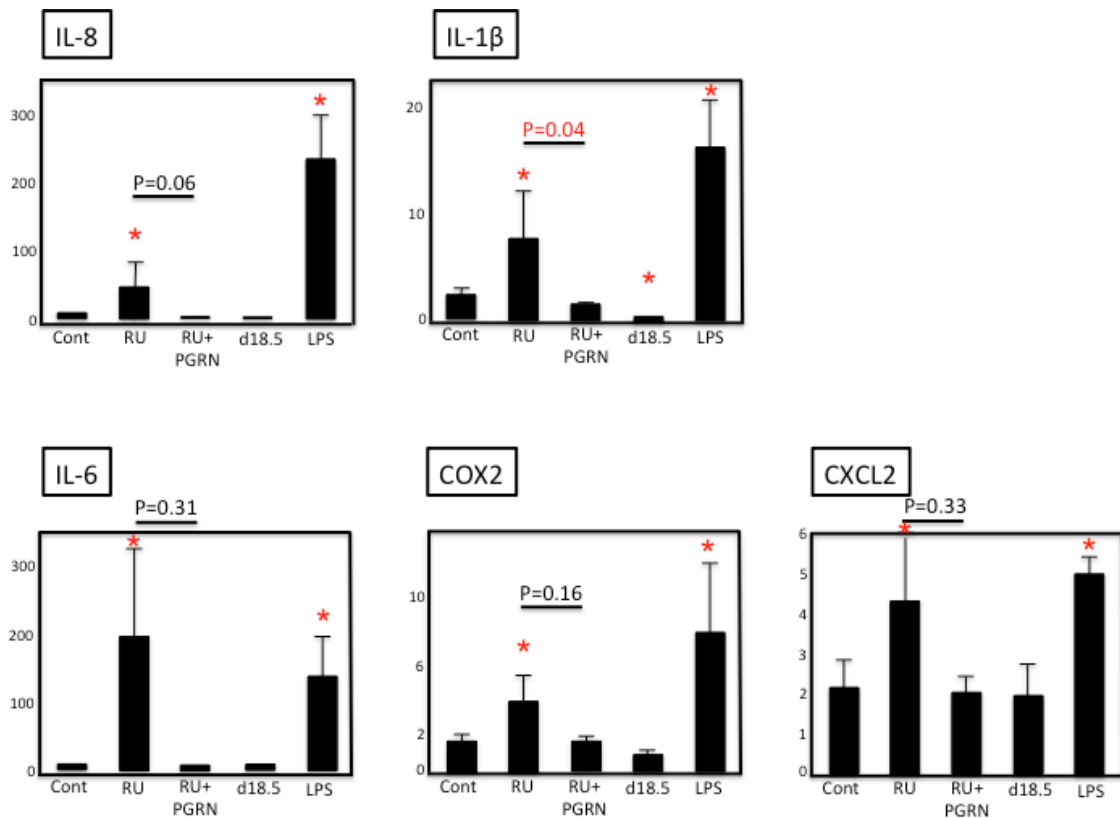 IL-8
300
200
100
0
P=0.06
*
*
Cont RU RU+ d18.5 LPS
PGRN
IL-1β
20
10
0
P=0.04
*
*
*
Cont RU RU+ d18.5 LPS
PGRN
IL-6
P=0.31
300
200
100
0
*
*
Cont RU RU+ d18.5 LPS
PGRN
COX2
10
6
2
0
P=0.16
*
*
Cont RU RU+ d18.5 LPS
PGRN
CXCL2
P=0.33
6
5
4
3
2
1
0
*
*
Cont RU RU+ d18.5 LPS
PGRN